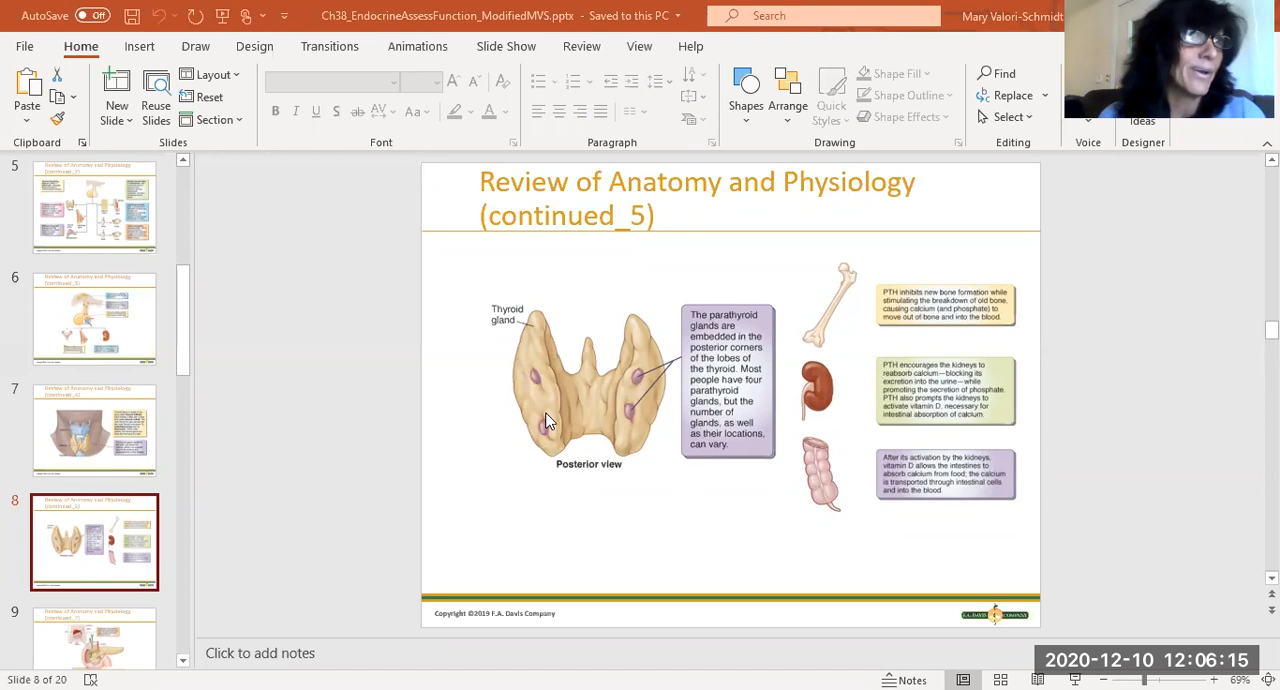 AutoSave Off
Ch38_EndocrineAssessFunction_ModifiedMVS.pptx - Saved to this PC
Search
Mary Valori-Schmidt
File Home Insert Draw Design Transitions Animations Slide Show Review View Help
Paste
Clipboard
New Slide
Reuse Slides
Layout
Reset
Section
Slides
Font
Paragraph
Shapes
Arrange
Quick Styles
Shape Fill
Shape Outline
Shape Effects
Drawing
Find
Replace
Select
Editing
Voice
Ideas
Designer
5
6
7
8
9
Review of Anatomy and Physiology
(continued_5)
Thyroid
gland
Posterior view
The parathyroid
glands are
embedded in the
posterior corners
of the lobes of
the thyroid. Most
people have four
parathyroid
glands, but the
number of
glands, as well
as their locations,
can vary.
PTH inhibits new bone formation while
stimulating the breakdown of old bone,
causing calcium (and phosphate) to
move out of bone and into the blood.
PTH encourages the kidneys to
reabsorb calcium—blocking its
excretion into the urine—while
promoting the secretion of phosphate.
PTH also prompts the kidneys to
activate vitamin D, necessary for
intestinal absorption of calcium.
After its activation by the kidneys,
vitamin D allows the intestines to
absorb calcium from food; the calcium
is transported through intestinal cells
and into the blood.
Copyright ©2019 F.A. Davis Company
F.A. DAVIS COMPANY
Click to add notes
2020-12-10 12:06:15
Slide 8 of 20
Notes
69%